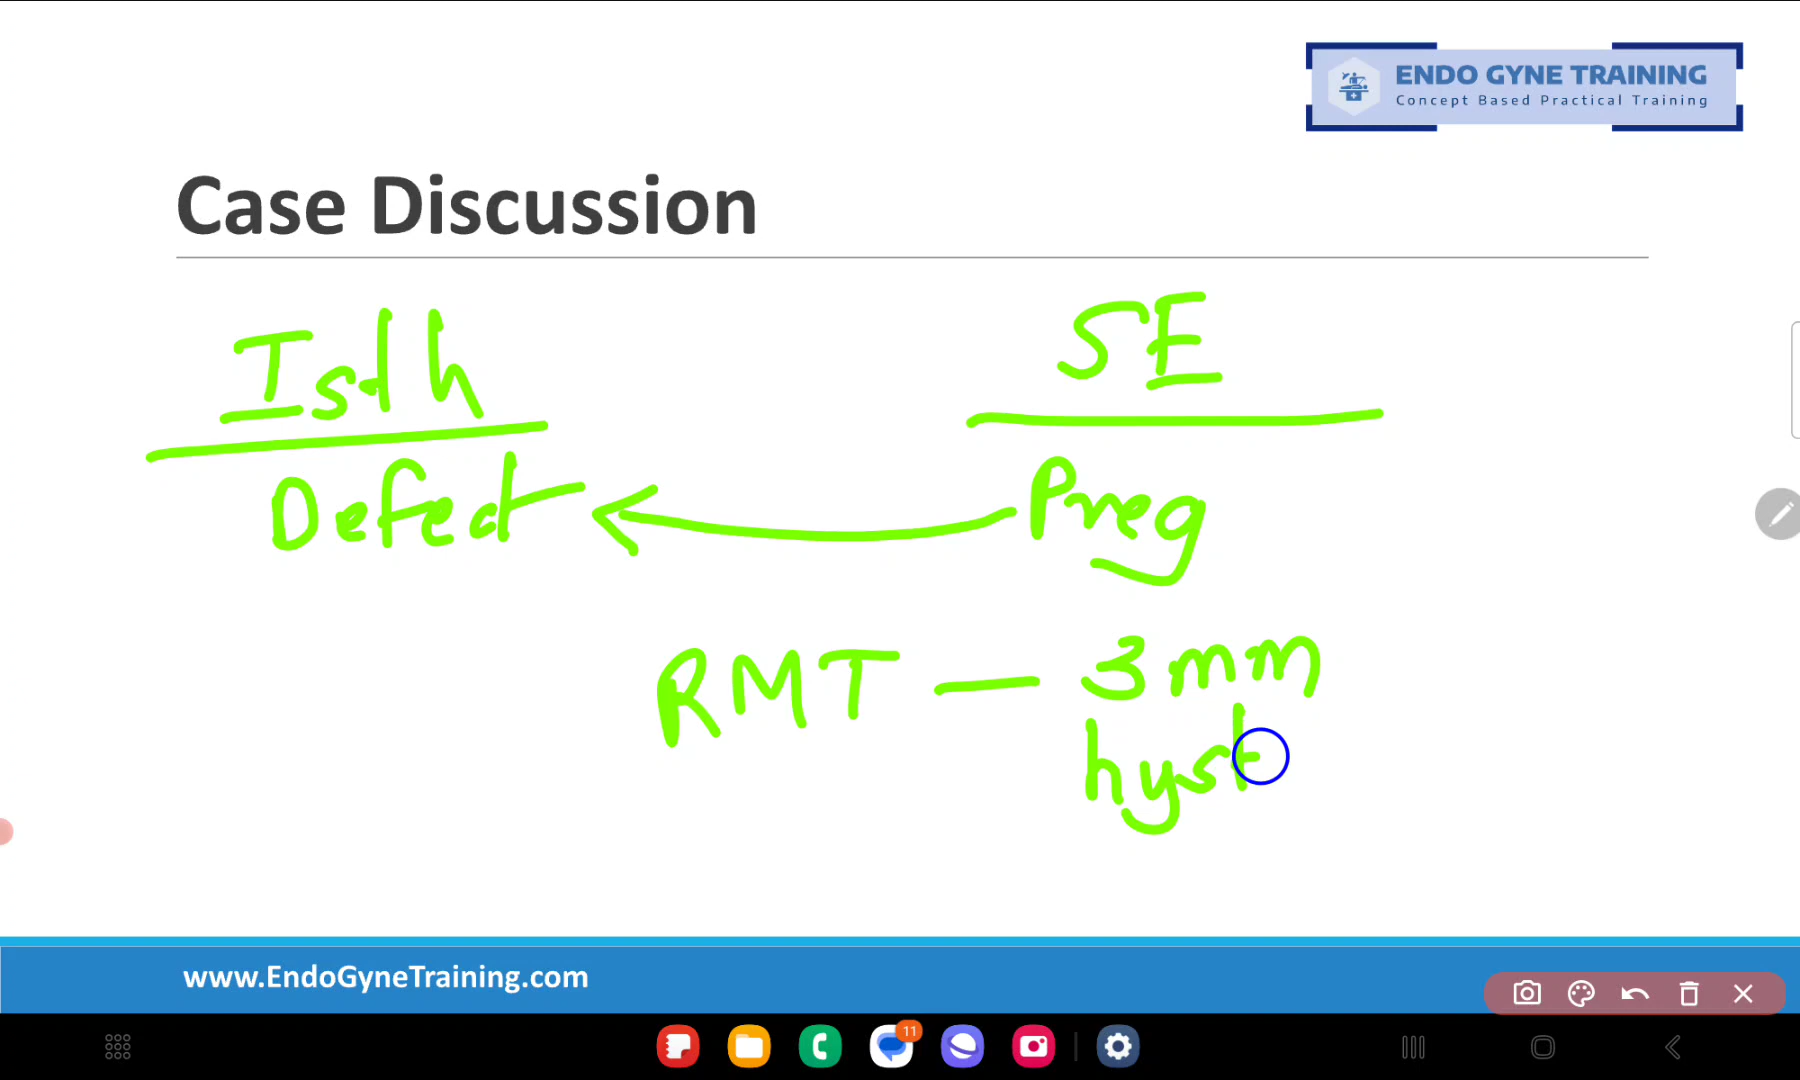 ENDO GYNE TRAINING
Concept Based Practical Training
Case Discussion
Isth
SE
Defect
Preg
RMT — 3mm
hyst
www.EndoGyneTraining.com
11